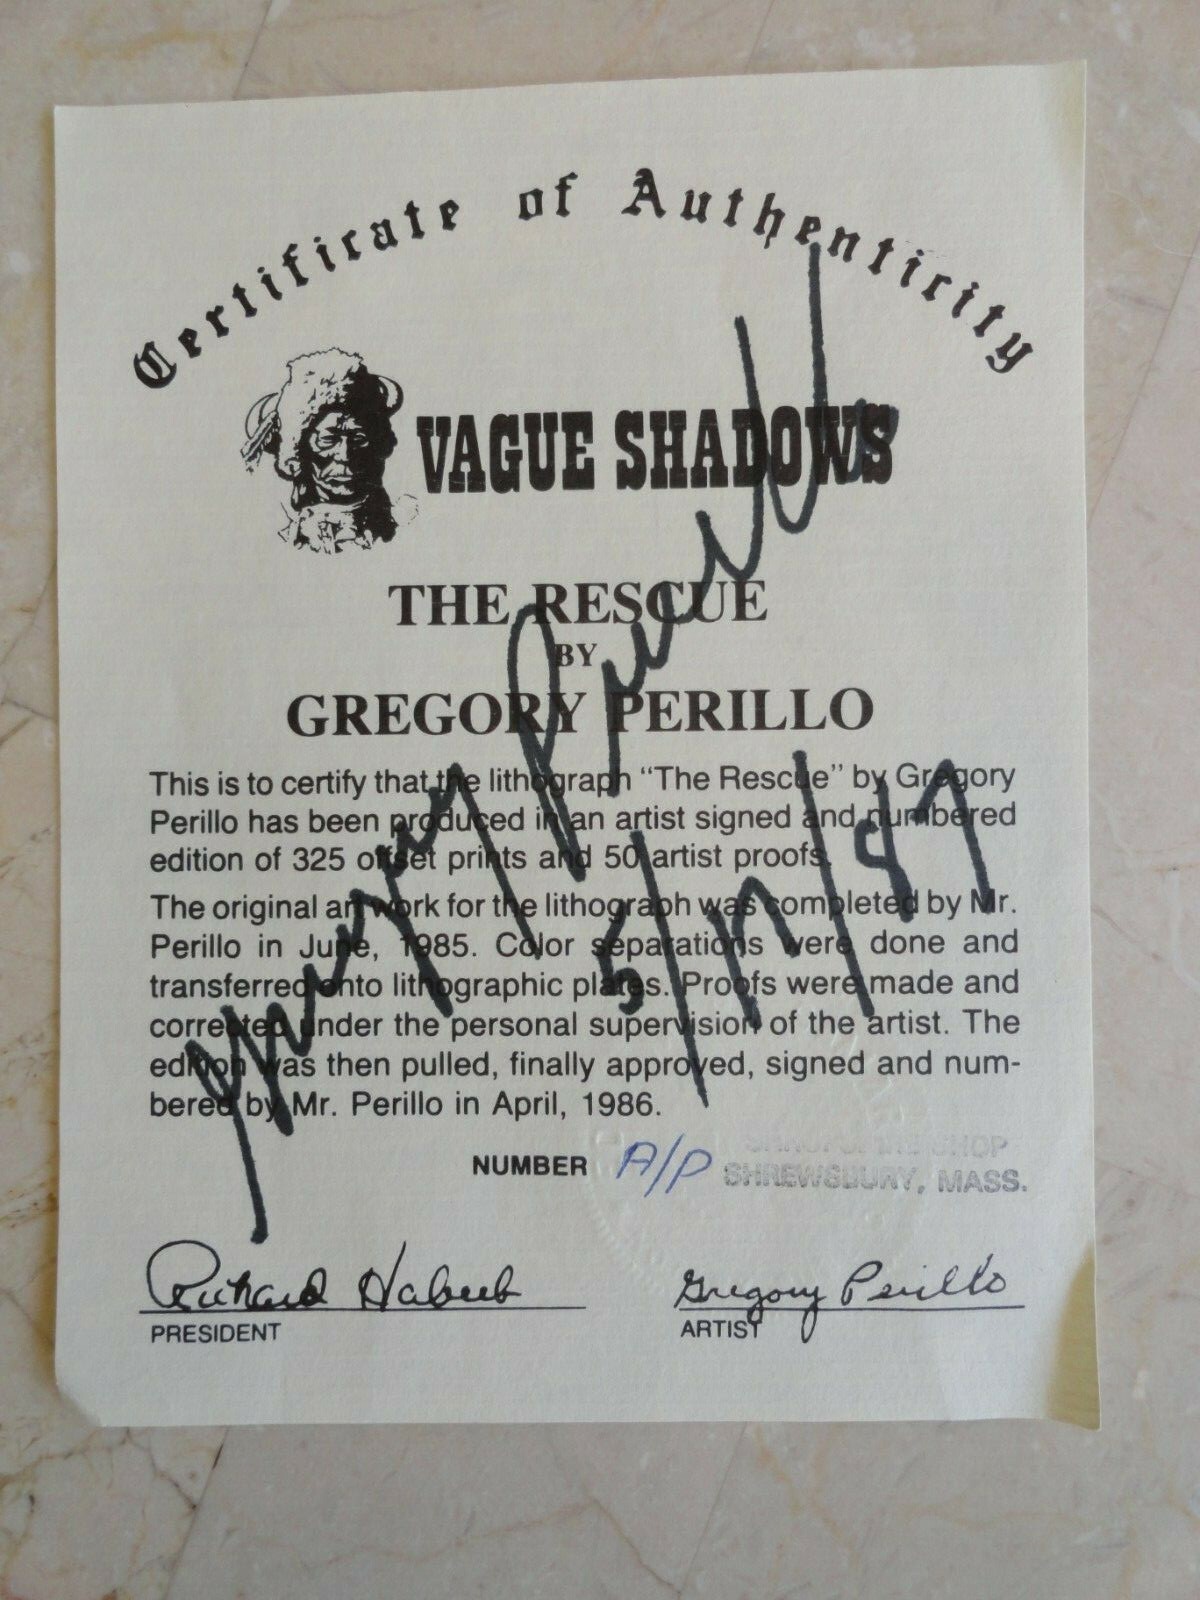 Certificate of Authenticity
VAGUE SHADOWS
THE RESCUE
BY
GREGORY PERILLO
This is to certify that the lithograph “The Rescue” by Gregory
Perillo has been produced in an artist signed and numbered
edition of 325 offset prints and 50 artist proofs.
The original art work for the lithograph was completed by Mr.
Perillo in June, 1985. Color separations were done and
transferred onto lithographic plates. Proofs were made and
corrected under the personal supervision of the artist. The
edition was then pulled, finally approved, signed and num-
bered by Mr. Perillo in April, 1986.
Gregory Perillo
5/17/87
NUMBER A/P
SHOP
SHREWSBURY, MASS.
Richard Habeeb
Gregory Perillo
PRESIDENT
ARTIST